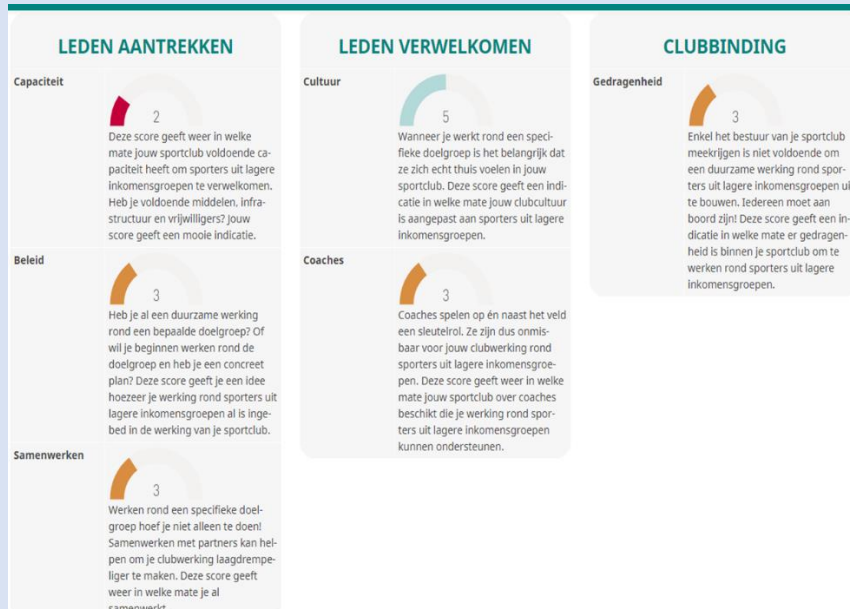 LEDEN AANTREKKEN
Capaciteit
2
Deze score geeft weer in welke
mate jouw sportclub voldoende ca-
paciteit heeft om sporters uit lagere
inkomensgroepen te verwelkomen.
Heb je voldoende middelen, infra-
structuur en vrijwilligers? Jouw
score geeft een mooie indicatie.
Beleid
3
Heb je al een duurzame werking
rond een bepaalde doelgroep? Of
wil je beginnen werken rond de
doelgroep en heb je een concreet
plan? Deze score geeft je een idee
hoezeer je werking rond sporters uit
lagere inkomensgroepen al is inge-
bed in de werking van je sportclub.
Samenwerken
3
Werken rond een specifieke doel-
groep hoef je niet alleen te doen!
Samenwerken met partners kan hel-
pen om je clubwerking laagdrempe-
liger te maken. Deze score geeft
weer in welke mate je al
samenwerkt
LEDEN VERWELKOMEN
Cultuur
5
Wanneer je werkt rond een speci-
fieke doelgroep is het belangrijk dat
ze zich echt thuis voelen in jouw
sportclub. Deze score geeft een indi-
catie in welke mate jouw clubcultuur
is aangepast aan sporters uit lagere
inkomensgroepen.
Coaches
3
Coaches spelen op én naast het veld
een sleutelrol. Ze zijn dus onmis-
baar voor jouw clubwerking rond
sporters uit lagere inkomensgroe-
pen. Deze score geeft weer in welke
mate jouw sportclub over coaches
beschikt die je werking rond spor-
ters uit lagere inkomensgroepen
kunnen ondersteunen.
CLUBBINDING
Gedragenheid
3
Enkel het bestuur van je sportclub
meekrijgen is niet voldoende om
een duurzame werking rond spor-
ters uit lagere inkomensgroepen ui
te bouwen. Iedereen moet aan
boord zijn! Deze score geeft een in-
dicatie in welke mate er gedragen-
heid is binnen je sportclub om te
werken rond sporters uit lagere
inkomensgroepen.